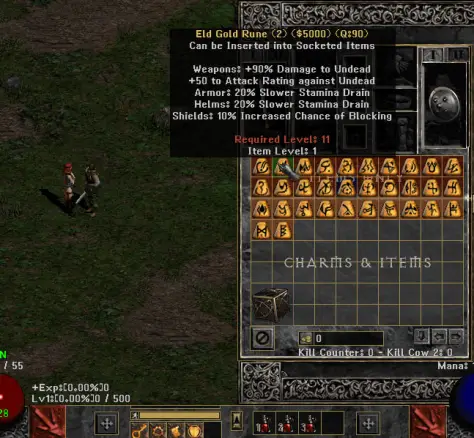 Eld Gold Rune (2) ($5000) (Q:90)
Can be Inserted into Socketed Items
Weapons: +90% Damage to Undead
+50 to Attack Rating against Undead
Armor: 20% Slower Stamina Drain
Helms: 20% Slower Stamina Drain
Shields: 10% Increased Chance of Blocking
Required Level: 11
Item Level: 1
CHARMS & ITEMS
0
Kill Counter: 0 - Kill Cow 2: 0
N
/ 55
Mana:
+Exp:[0.00%]0
Lv1:[0.00%]0 / 500
28